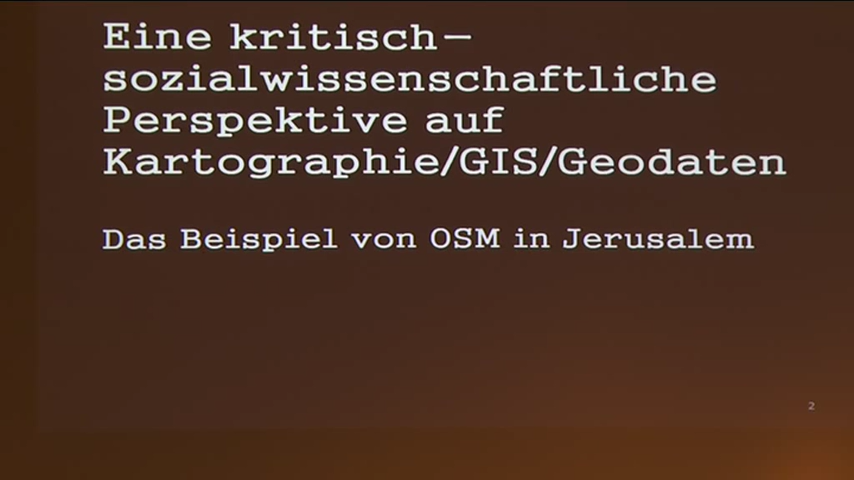 Eine kritisch-
sozialwissenschaftliche
Perspektive auf
Kartographie/GIS/Geodaten
Das Beispiel von OSM in Jerusalem
2